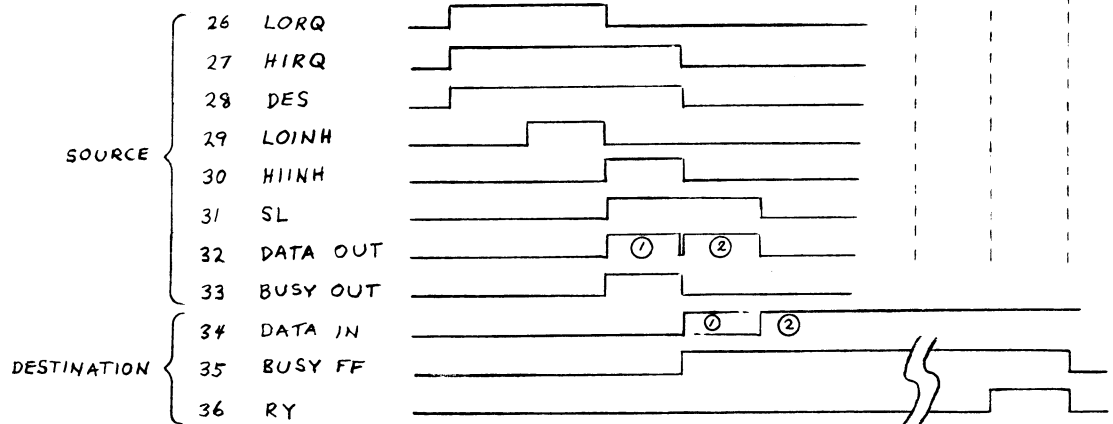 26 LORQ
27 HIRQ
28 DES
29 LOINH
SOURCE
30 HIINH
31 SL
32 DATA OUT ① ②
33 BUSY OUT
34 DATA IN ① ②
DESTINATION
35 BUSY FF
36 RY